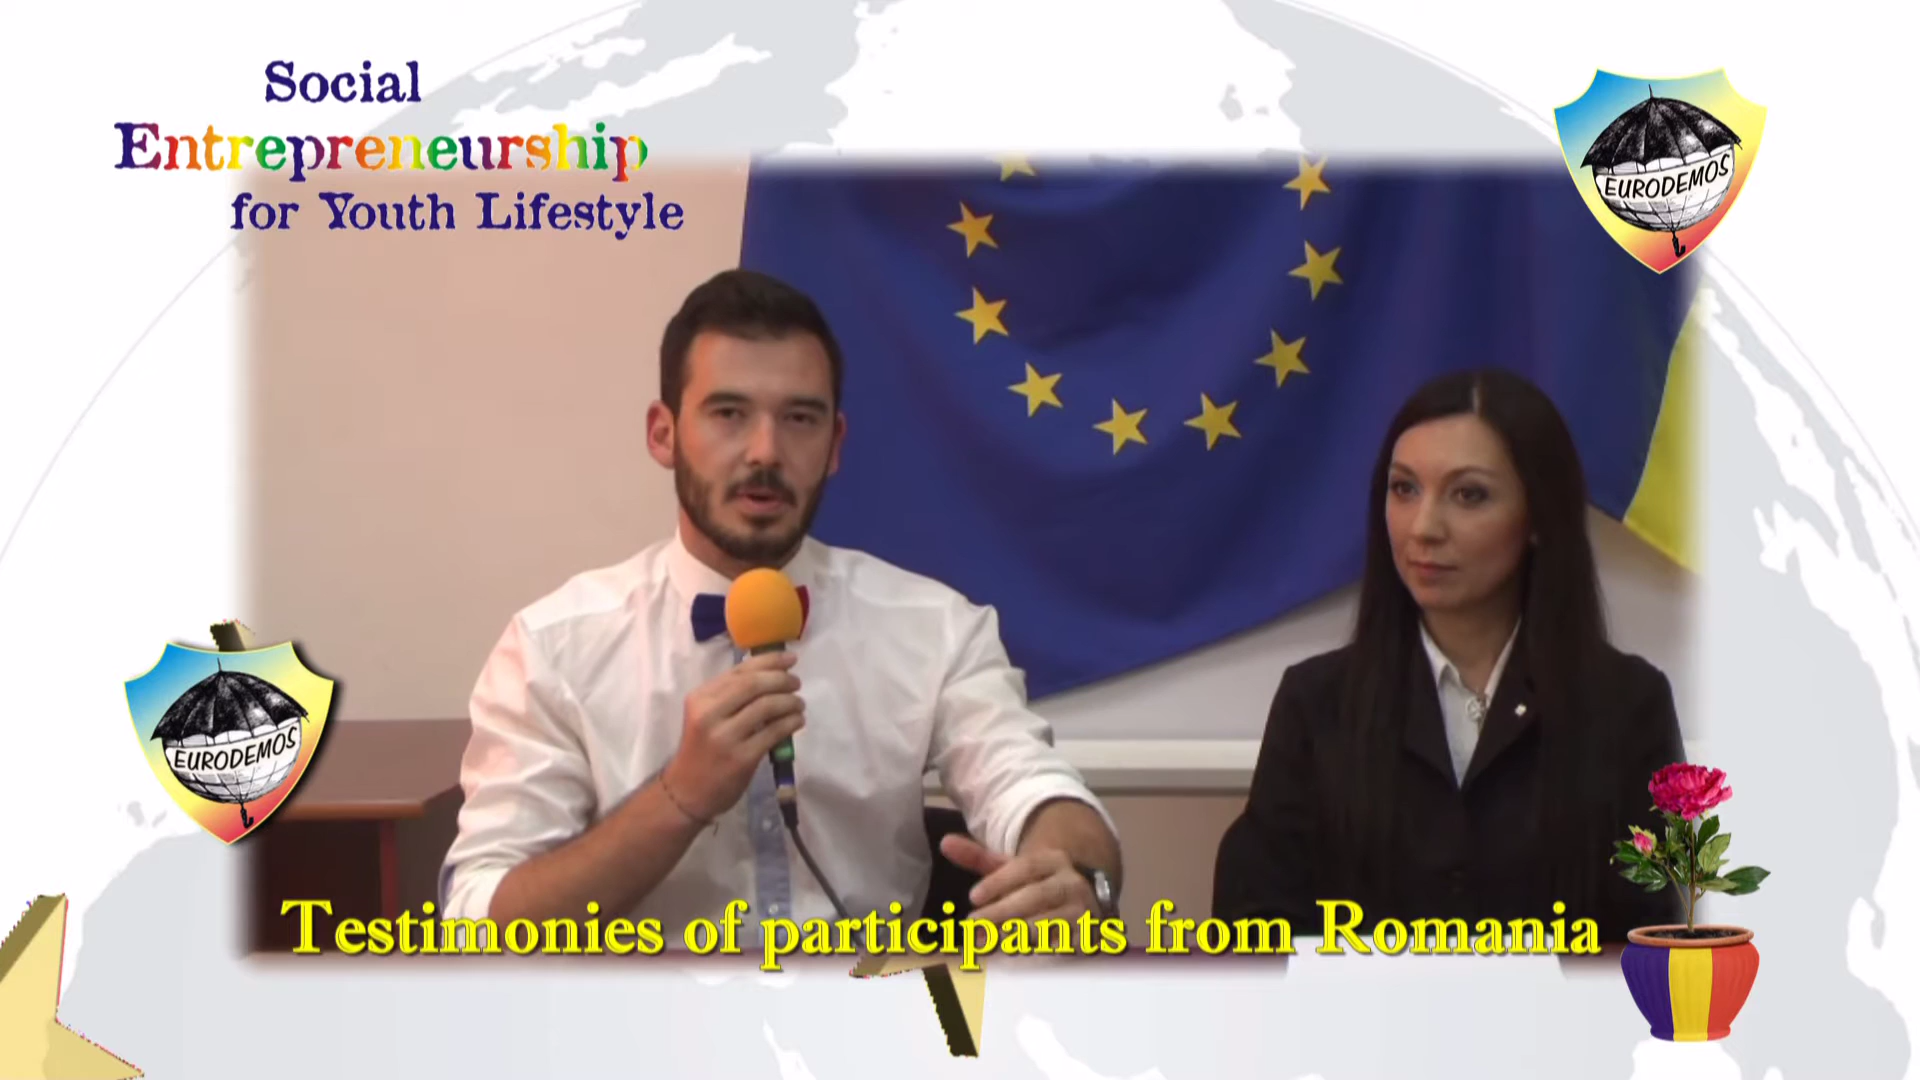 Social
Entrepreneurship
for Youth Lifestyle
EURODEMOS
EURODEMOS
Testimonies of participants from Romania